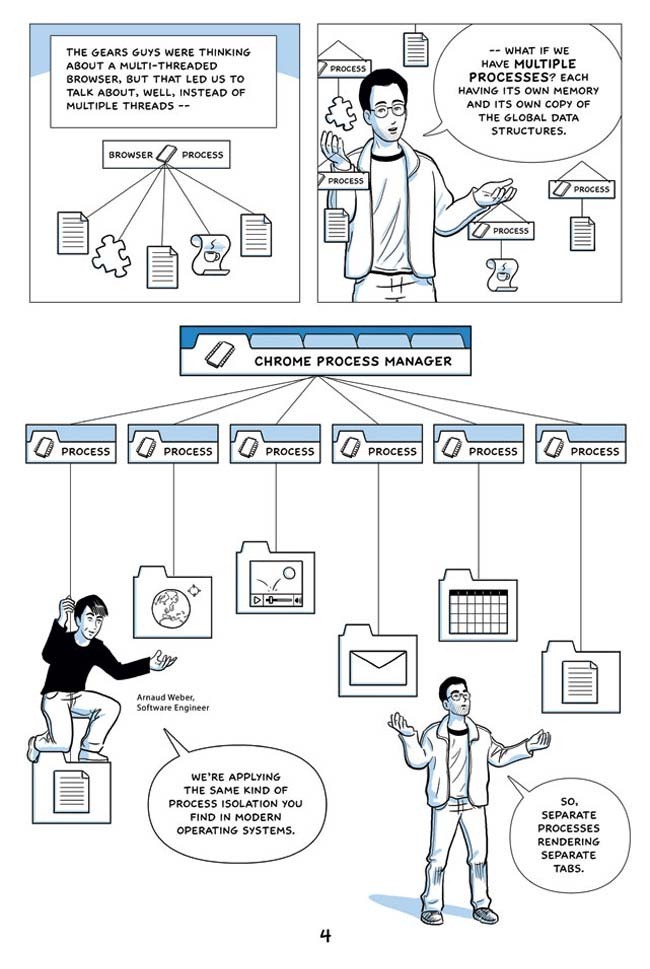 THE GEARS GUYS WERE THINKING
ABOUT A MULTI-THREADED
BROWSER, BUT THAT LED US TO
TALK ABOUT, WELL, INSTEAD OF
MULTIPLE THREADS --
BROWSER PROCESS
-- WHAT IF WE
HAVE MULTIPLE
PROCESSES? EACH
HAVING ITS OWN MEMORY
AND ITS OWN COPY OF
THE GLOBAL DATA
STRUCTURES.
PROCESS
PROCESS
PROCESS
PROCESS
CHROME PROCESS MANAGER
PROCESS
PROCESS
PROCESS
PROCESS
PROCESS
PROCESS
Arnaud Weber,
Software Engineer
WE'RE APPLYING
THE SAME KIND OF
PROCESS ISOLATION YOU
FIND IN MODERN
OPERATING SYSTEMS.
SO,
SEPARATE
PROCESSES
RENDERING
SEPARATE
TABS.
4